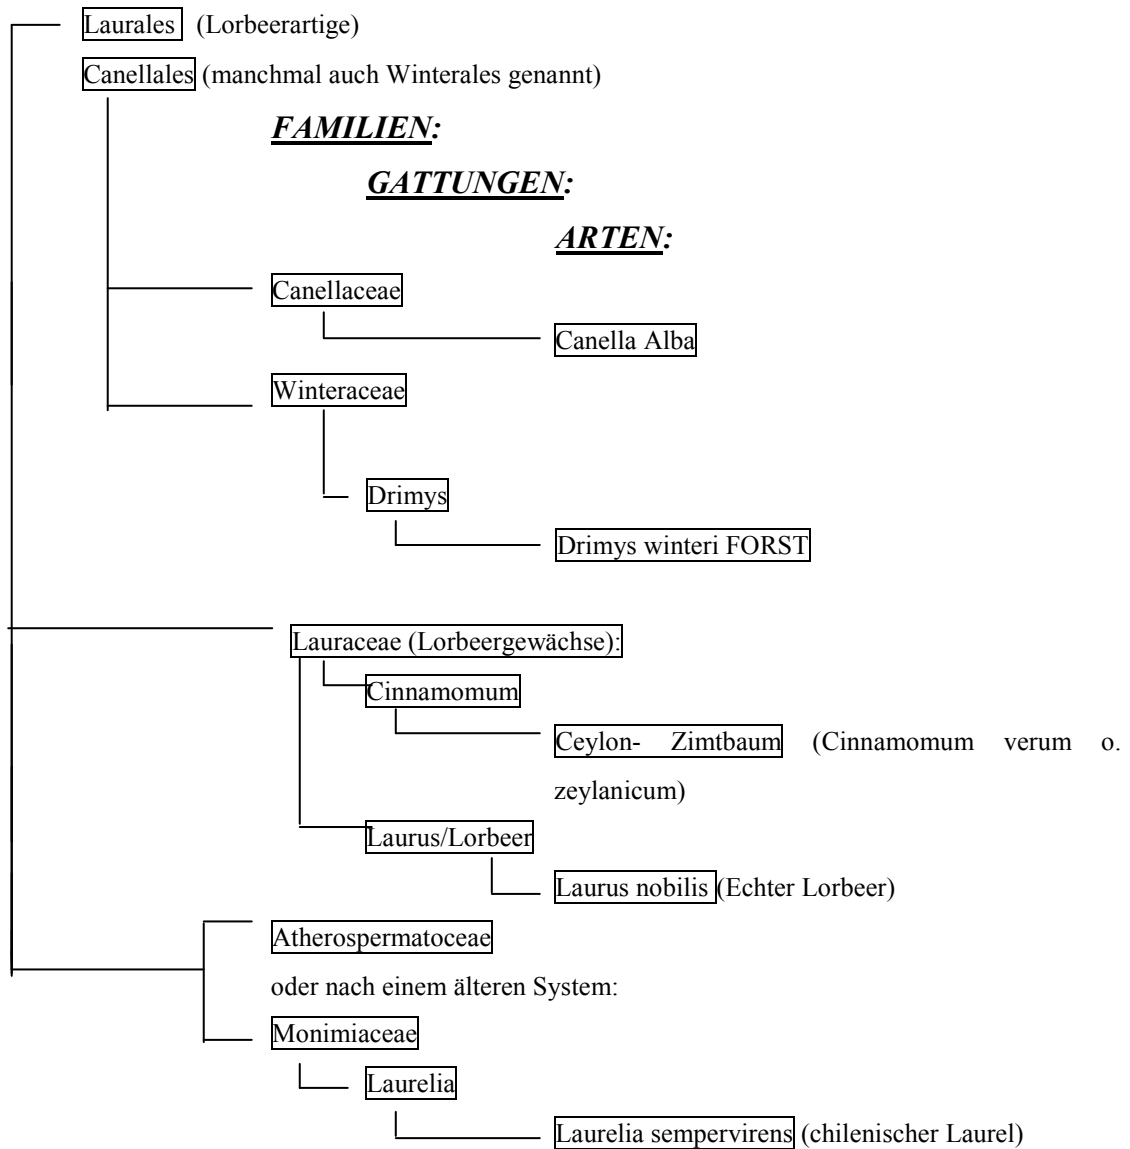 Laurales (Lorbeerartige)
Canellales (manchmal auch Winterales genannt)
FAMILIEN:
GATTUNGEN:
ARTEN:
Canellaceae
Canella Alba
Winteraceae
Drimys
Drimys winteri FORST
Lauraceae (Lorbeergewächse):
Cinnamomum
Ceylon- Zimtbaum (Cinnamomum verum o.
zeylanicum)
Laurus/Lorbeer
Laurus nobilis (Echter Lorbeer)
Atherospermatoceae
oder nach einem älteren System:
Monimiaceae
Laurelia
Laurelia sempervirens (chilenischer Laurel)